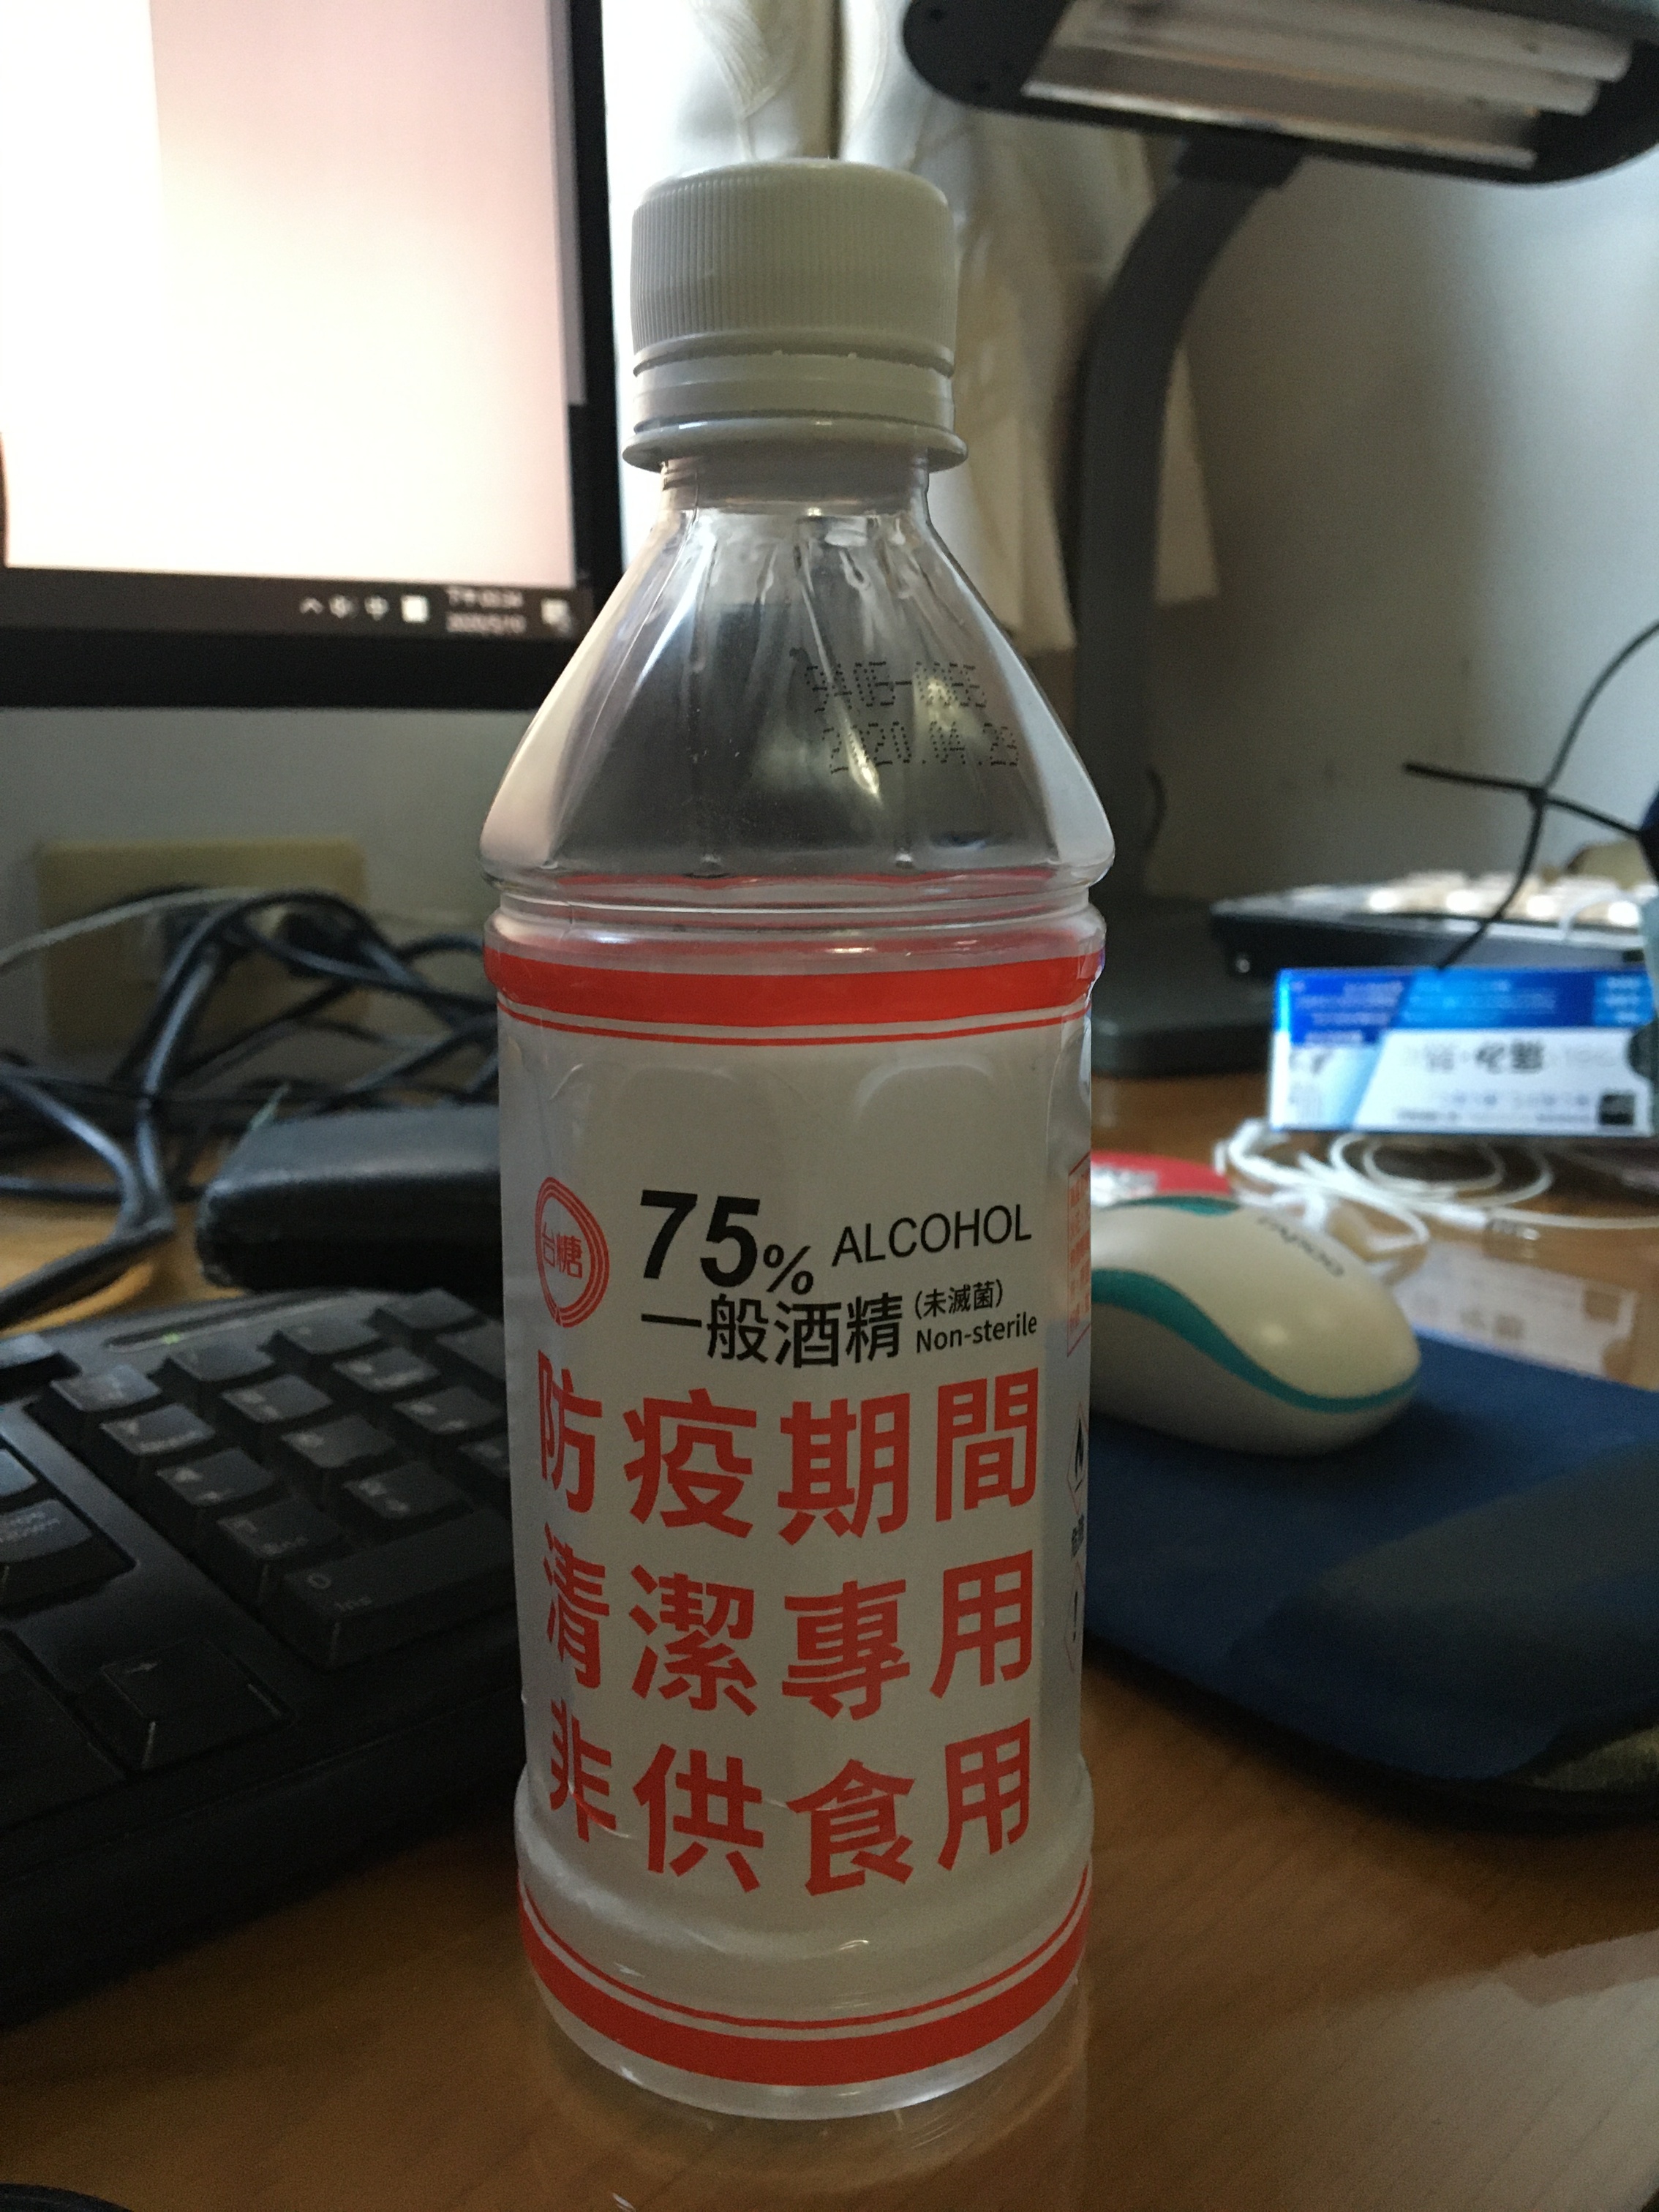 2020.04.29
台糖
75% ALCOHOL
一般酒精 (未滅菌)
Non-sterile
防疫期間
清潔專用
非供食用